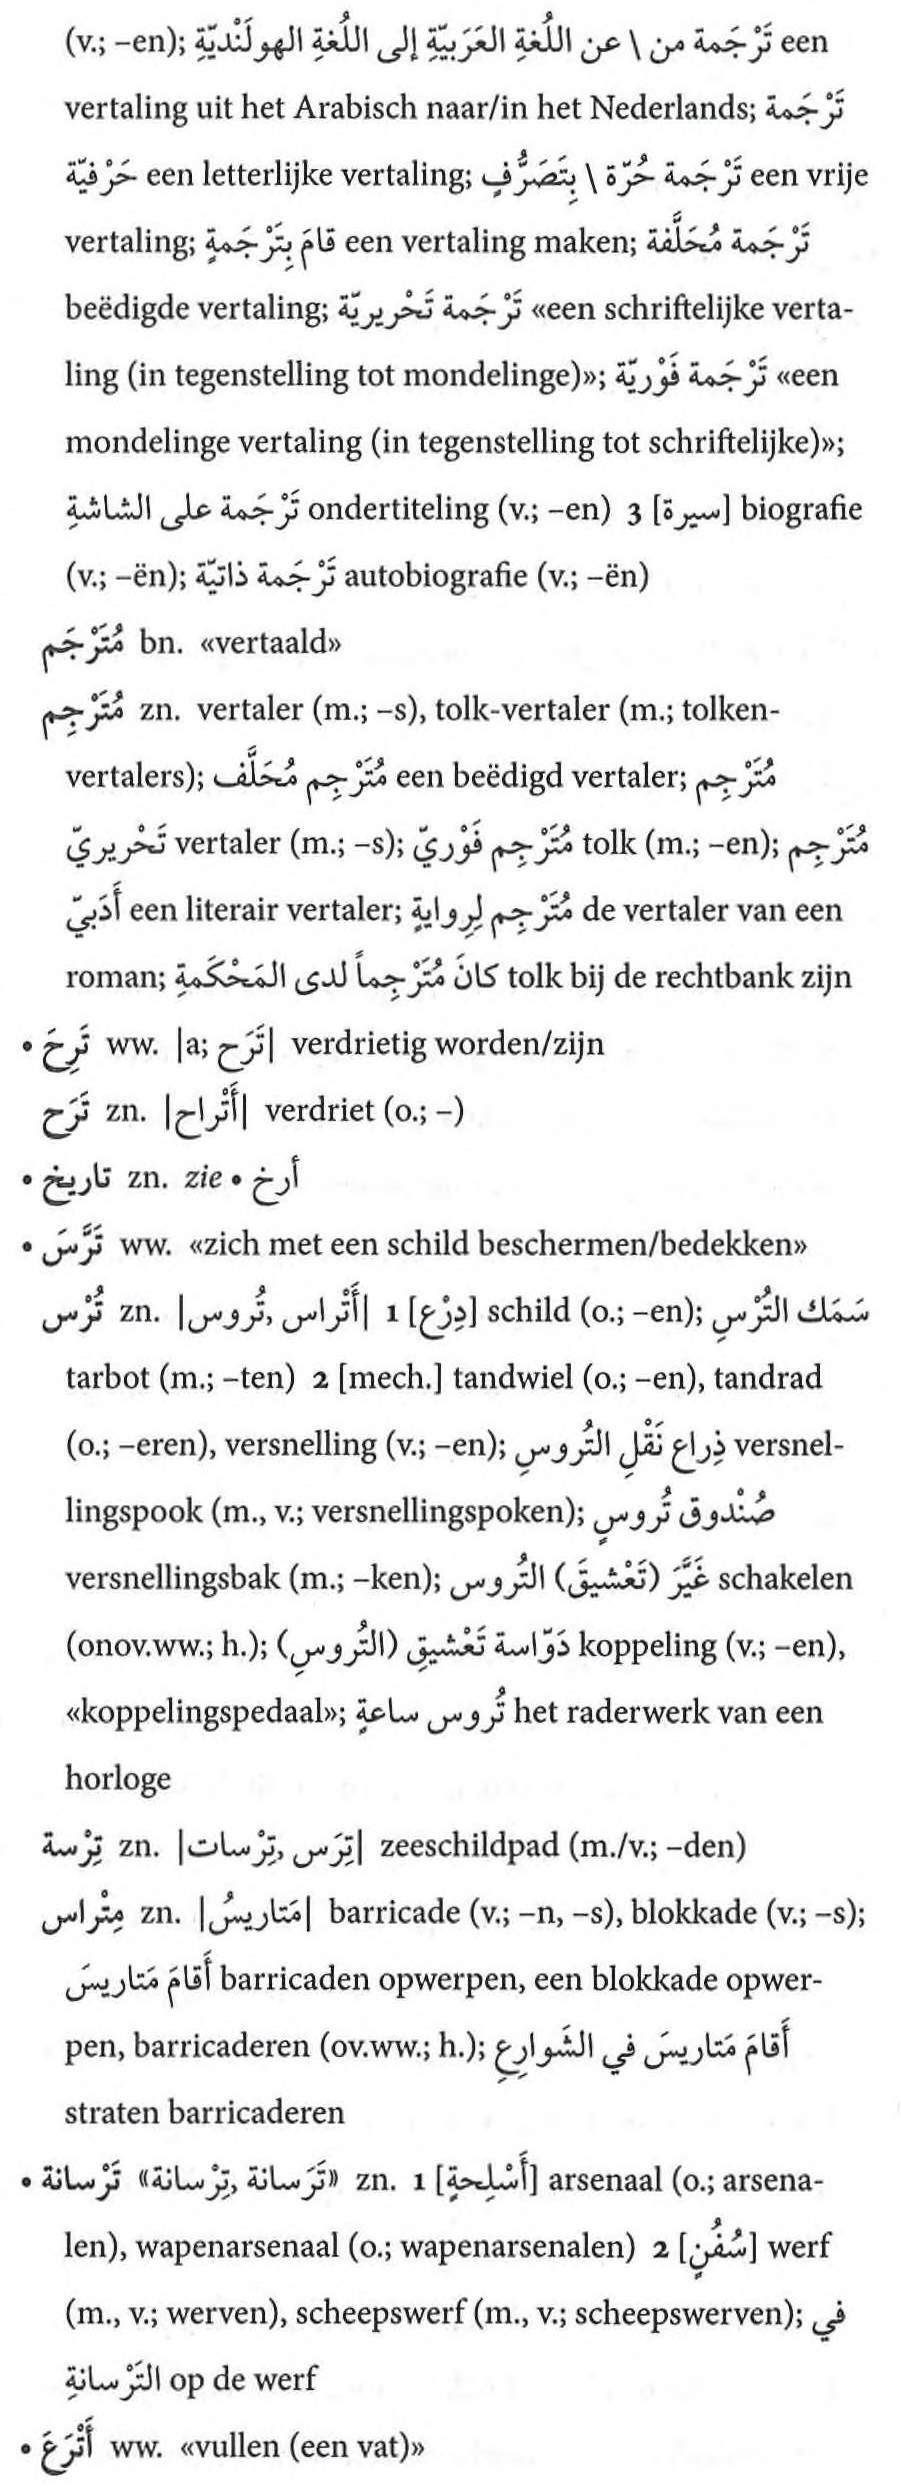 (v.; –en); تَرْجَمة من \ عن اللُغةِ العَرَبيّةِ إلى اللُغةِ الهولَنْديّةِ een
vertaling uit het Arabisch naar/in het Nederlands; تَرْجَمة
حَرْفيّة een letterlijke vertaling; تَرْجَمة حُرّة \ بِتَصَرُّفٍ een vrije
vertaling; قامَ بِتَرْجَمةٍ een vertaling maken; تَرْجَمة مُحَلَّفة
beëdigde vertaling; تَرْجَمة تَحْريريّة «een schriftelijke verta-
ling (in tegenstelling tot mondelinge)»; تَرْجَمة فَوْريّة «een
mondelinge vertaling (in tegenstelling tot schriftelijke)»;
تَرْجَمة على الشاشةِ ondertiteling (v.; –en) 3 [سيرة] biografie
(v.; –ën); تَرْجَمة ذاتيّة autobiografie (v.; –ën)
مُتَرْجَم bn. «vertaald»
مُتَرْجِم zn. vertaler (m.; –s), tolk-vertaler (m.; tolken-
vertalers); مُتَرْجِم مُحَلَّف een beëdigd vertaler; مُتَرْجِم
تَحْريريّ vertaler (m.; –s); مُتَرْجِم فَوْريّ tolk (m.; –en); مُتَرْجِم
أَدَبيّ een literair vertaler; مُتَرْجِم لِروايةٍ de vertaler van een
roman; كانَ مُتَرْجِماً لدى المَحْكَمةِ tolk bij de rechtbank zijn
• تَرِحَ ww. |a; تَرَح| verdrietig worden/zijn
تَرَح zn. |أَتْراح| verdriet (o.; –)
• تاريخ zn. zie • أرخ
• تَرَّسَ ww. «zich met een schild beschermen/bedekken»
تُرْس zn. |أَتْراس, تُروس| 1 [دِرْع] schild (o.; –en); سَمَك التُرْسِ
tarbot (m.; –ten) 2 [mech.] tandwiel (o.; –en), tandrad
(o.; –eren), versnelling (v.; –en); ذِراع نَقْلِ التُروسِ versnel-
lingspook (m., v.; versnellingspoken); صُنْدوق تُروسٍ
versnellingsbak (m.; –ken); غَيَّرَ (تَعْشيقَ) التُروس schakelen
(onov.ww.; h.); دَوّاسة تَعْشيقِ (التُروسِ) koppeling (v.; –en),
«koppelingspedaal»; تُروس ساعةٍ het raderwerk van een
horloge
تِرْسة zn. |تِرَس, تِرْسات| zeeschildpad (m./v.; –den)
مِتْراس zn. |مَتاريسُ| barricade (v.; –n, –s), blokkade (v.; –s);
أَقامَ مَتاريسَ barricaden opwerpen, een blokkade opwer-
pen, barricaderen (ov.ww.; h.); أَقامَ مَتاريسَ في الشَوارِعِ
straten barricaderen
• تَرْسانة «تَرَسانة, تِرْسانة» zn. 1 [أَسْلِحةٍ] arsenaal (o.; arsena-
len), wapenarsenaal (o.; wapenarsenalen) 2 [سُفُنٍ] werf
(m., v.; werven), scheepswerf (m., v.; scheepswerven); في
التَرْسانةِ op de werf
• أَتْرَعَ ww. «vullen (een vat)»